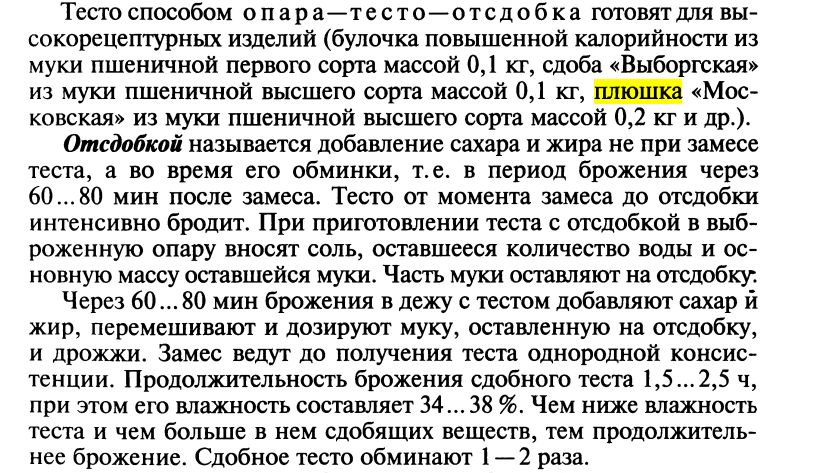 Тесто способом опара—тесто—отсдобка готовят для вы-
сокорецептурных изделий (булочка повышенной калорийности из
муки пшеничной первого сорта массой 0,1 кг, сдоба «Выборгская»
из муки пшеничной высшего сорта массой 0,1 кг, плюшка «Мос-
ковская» из муки пшеничной высшего сорта массой 0,2 кг и др.).
Отсдобкой называется добавление сахара и жира не при замесе
теста, а во время его обминки, т.е. в период брожения через
60...80 мин после замеса. Тесто от момента замеса до отсдобки
интенсивно бродит. При приготовлении теста с отсдобкой в выб-
роженную опару вносят соль, оставшееся количество воды и ос-
новную массу оставшейся муки. Часть муки оставляют на отсдобку.
Через 60...80 мин брожения в дежу с тестом добавляют сахар и
жир, перемешивают и дозируют муку, оставленную на отсдобку,
и дрожжи. Замес ведут до получения теста однородной консис-
тенции. Продолжительность брожения сдобного теста 1,5...2,5 ч,
при этом его влажность составляет 34...38 %. Чем ниже влажность
теста и чем больше в нем сдобящих веществ, тем продолжитель-
нее брожение. Сдобное тесто обминают 1—2 раза.